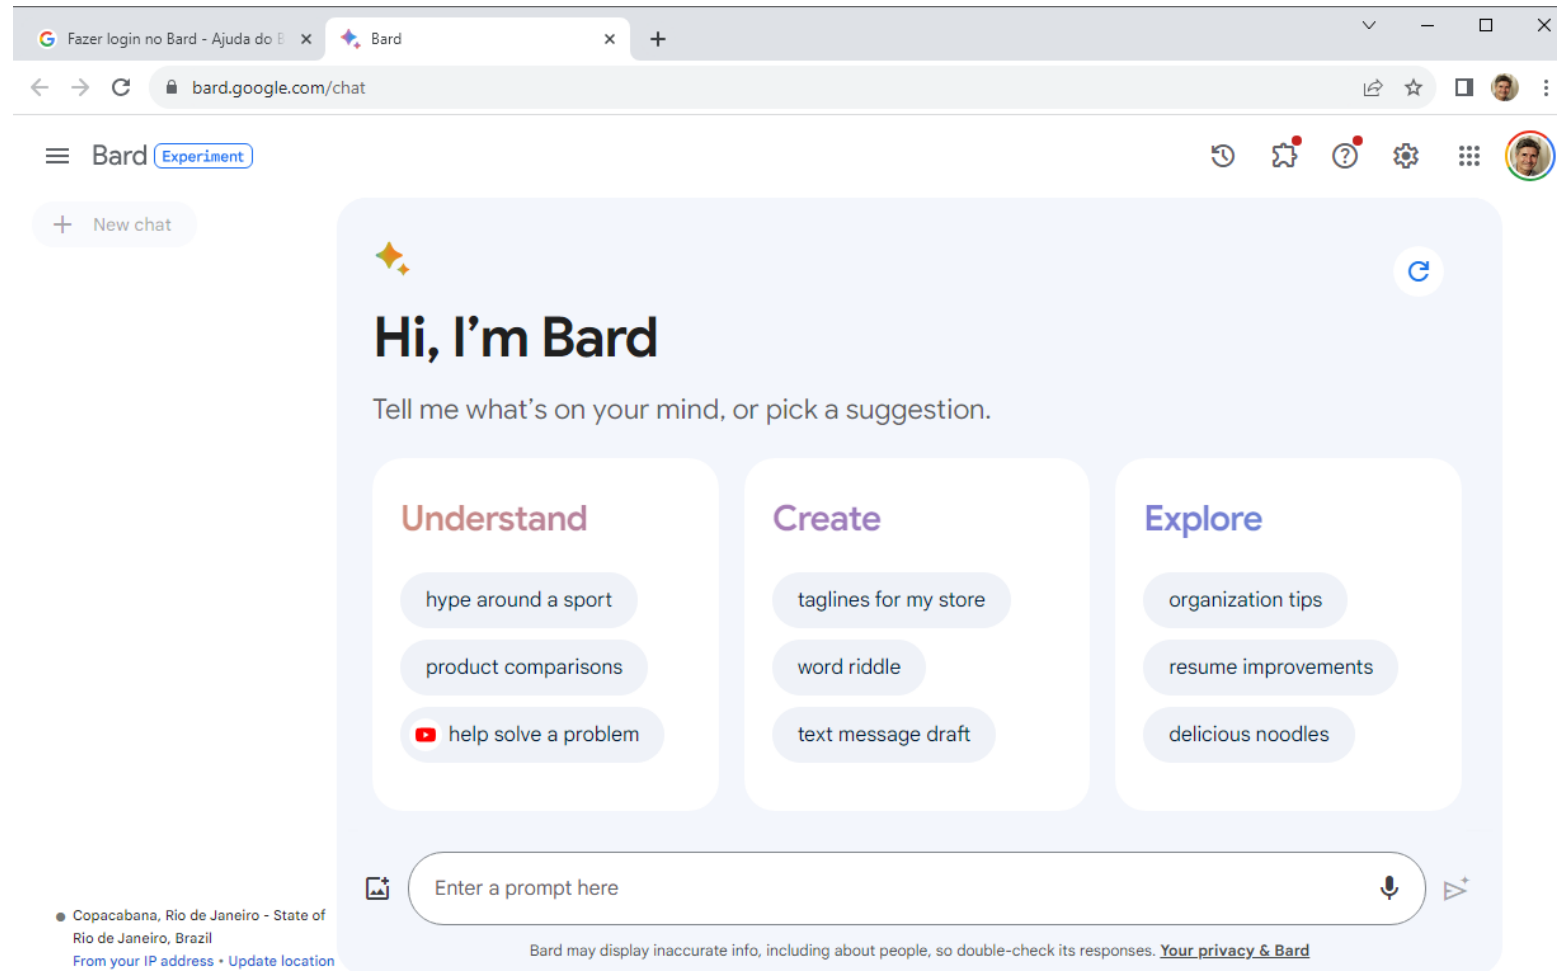 Fazer login no Bard - Ajuda do B
Bard
bard.google.com/chat
Bard Experiment
New chat
Hi, I’m Bard
Tell me what’s on your mind, or pick a suggestion.
Understand
hype around a sport
product comparisons
help solve a problem
Create
taglines for my store
word riddle
text message draft
Explore
organization tips
resume improvements
delicious noodles
Enter a prompt here
Copacabana, Rio de Janeiro - State of
Rio de Janeiro, Brazil
From your IP address • Update location
Bard may display inaccurate info, including about people, so double-check its responses. Your privacy & Bard